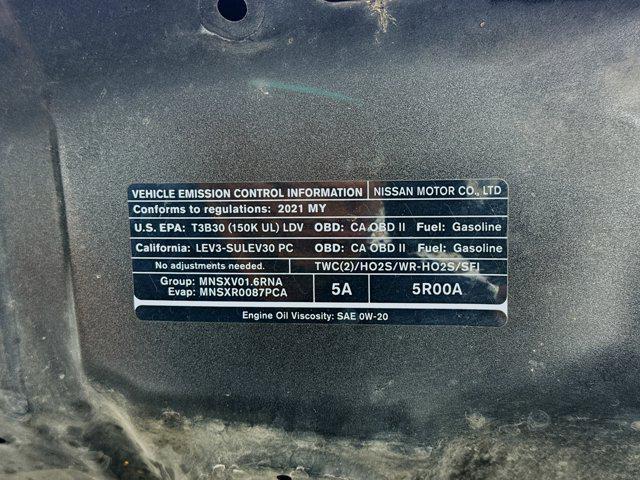 VEHICLE EMISSION CONTROL INFORMATION NISSAN MOTOR CO., LTD
Conforms to regulations: 2021 MY
U.S. EPA: T3B30 (150K UL) LDV OBD: CA OBD II Fuel: Gasoline
California: LEV3-SULEV30 PC OBD: CA OBD II Fuel: Gasoline
No adjustments needed. TWC(2)/HO2S/WR-HO2S/SFI
Group: MNSXV01.6RNA
Evap: MNSXR0087PCA 5A 5R00A
Engine Oil Viscosity: SAE 0W-20